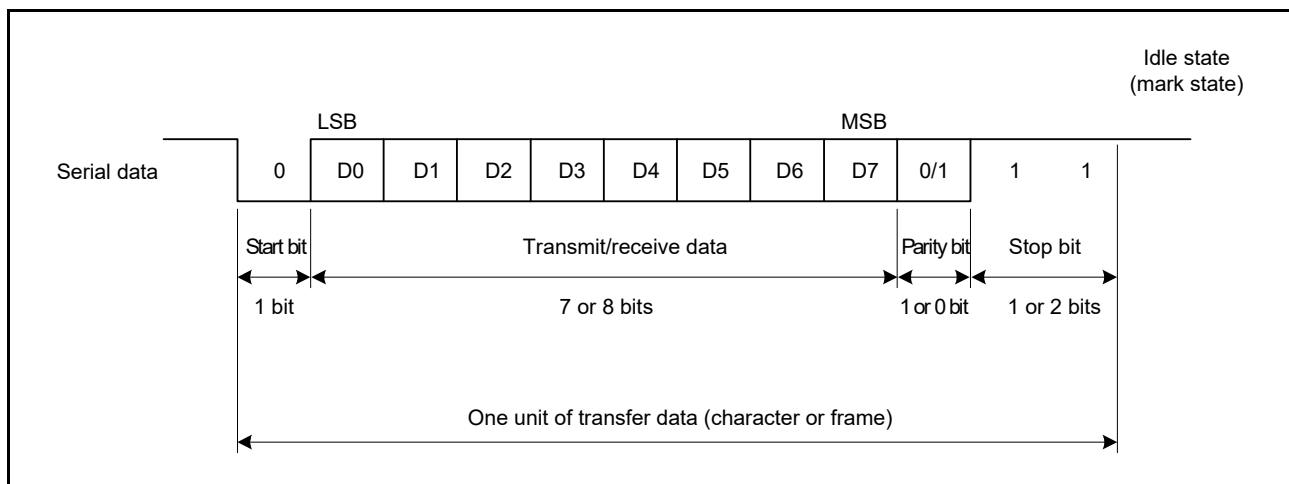 Idle state
(mark state)
LSB
MSB
Serial data
0
D0
D1
D2
D3
D4
D5
D6
D7
0/1
1
1
Start bit
Transmit/receive data
Parity bit
Stop bit
1 bit
7 or 8 bits
1 or 0 bit
1 or 2 bits
One unit of transfer data (character or frame)